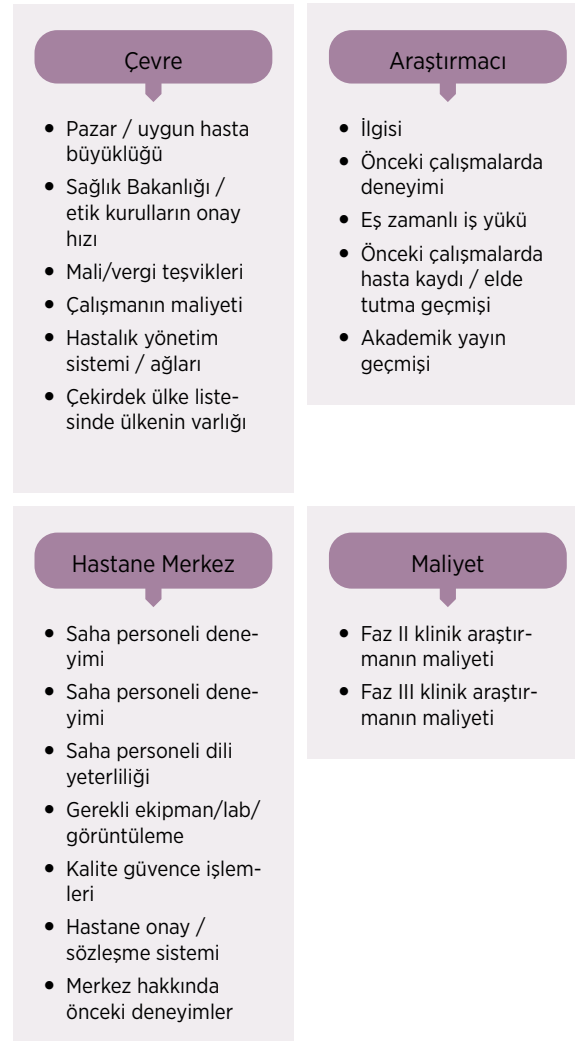 Çevre
• Pazar / uygun hasta
büyüklüğü
• Sağlık Bakanlığı /
etik kurulların onay
hızı
• Mali/vergi teşvikleri
• Çalışmanın maliyeti
• Hastalık yönetim
sistemi / ağları
• Çekirdek ülke liste-
sinde ülkenin varlığı
Araştırmacı
• İlgisi
• Önceki çalışmalarda
deneyimi
• Eş zamanlı iş yükü
• Önceki çalışmalarda
hasta kaydı / elde
tutma geçmişi
• Akademik yayın
geçmişi
Hastane Merkez
• Saha personeli dene-
yimi
• Saha personeli dene-
yimi
• Saha personeli dili
yeterliliği
• Gerekli ekipman/lab/
görüntüleme
• Kalite güvence işlem-
leri
• Hastane onay /
sözleşme sistemi
• Merkez hakkında
önceki deneyimler
Maliyet
• Faz II klinik araştır-
manın maliyeti
• Faz III klinik araştır-
manın maliyeti